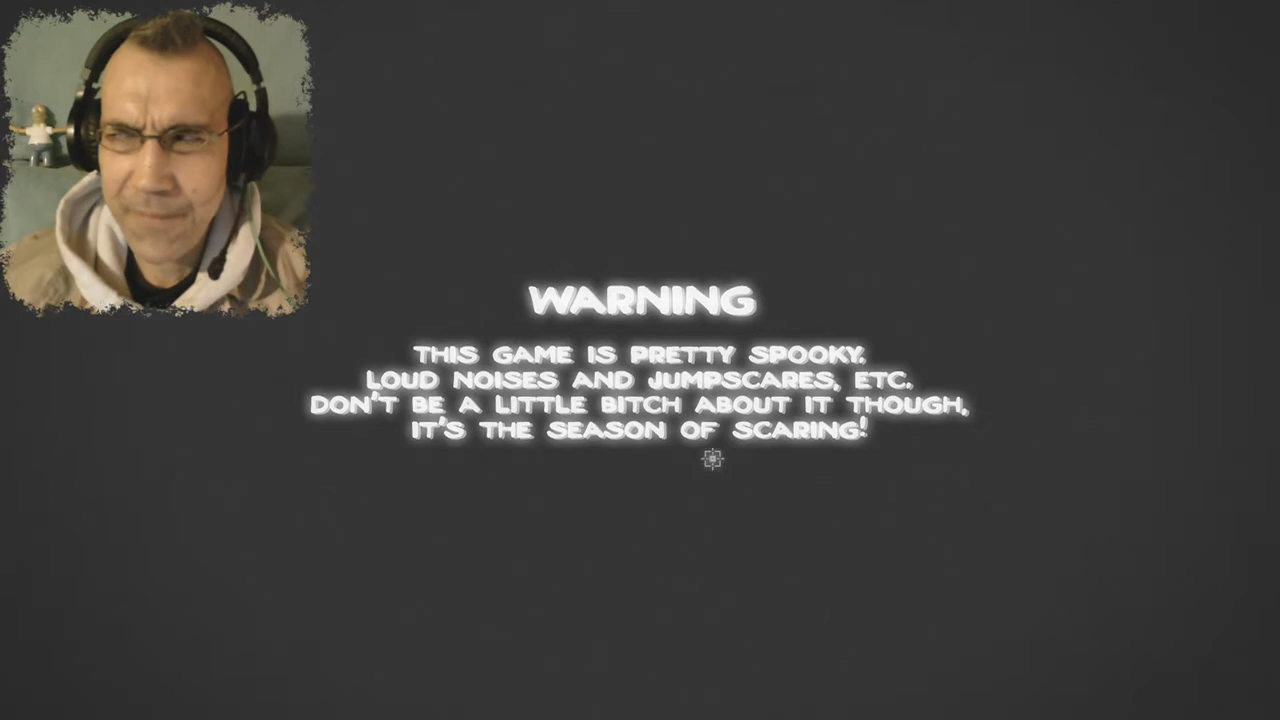 WARNING
THIS GAME IS PRETTY SPOOKY.
LOUD NOISES AND JUMPSCARES, ETC.
DON'T BE A LITTLE BITCH ABOUT IT THOUGH,
IT'S THE SEASON OF SCARING!